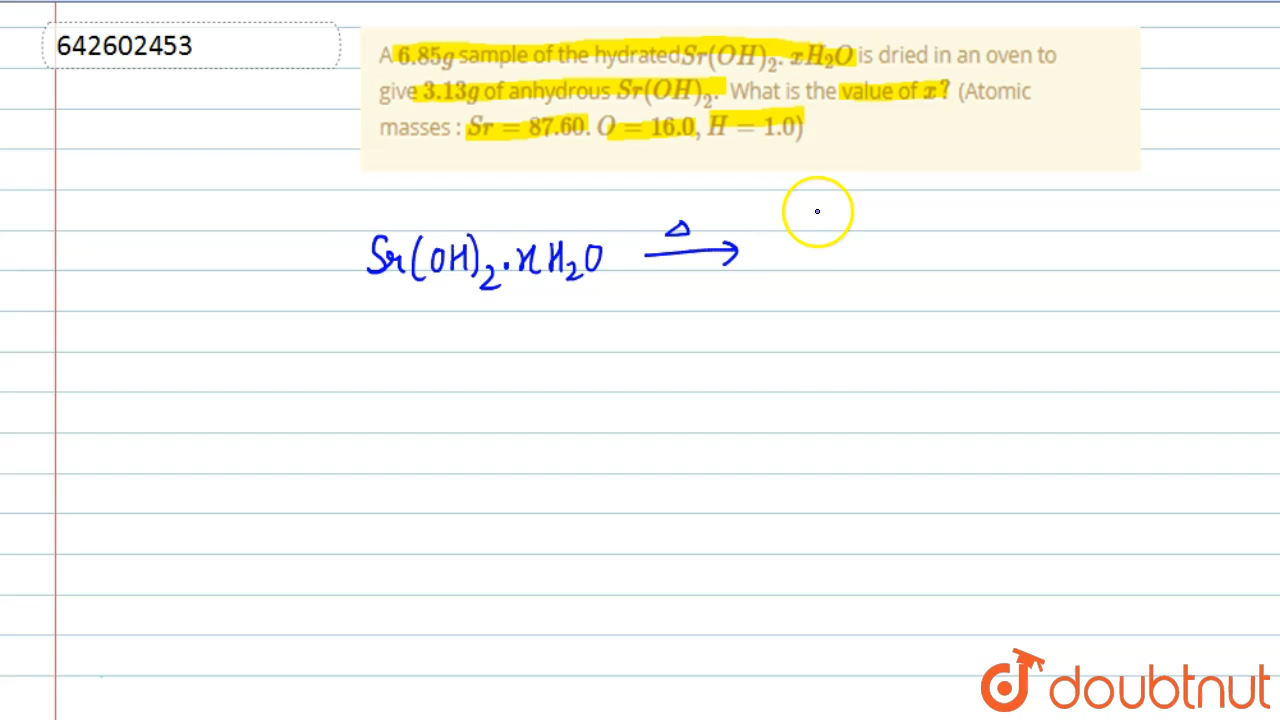 642602453
A 6.85g sample of the hydrated Sr(OH)₂. xH₂O is dried in an oven to
give 3.13g of anhydrous Sr(OH)₂. What is the value of x? (Atomic
masses : Sr = 87.60. O = 16.0, H = 1.0)
Sr(OH)₂.xH₂O —Δ→
doubtnut